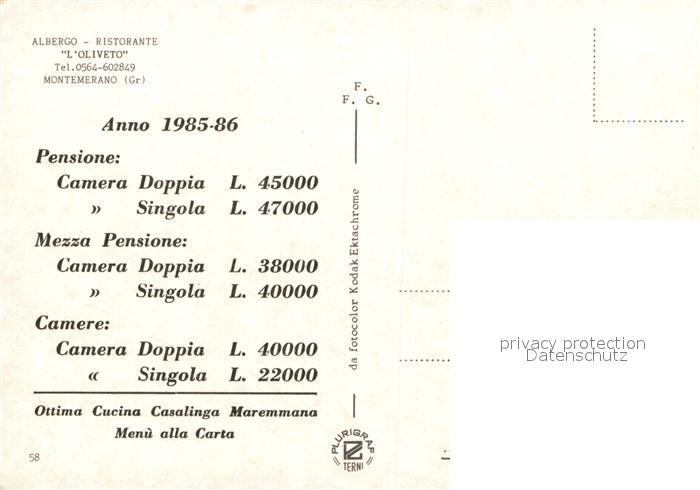 ALBERGO - RISTORANTE
"L'OLIVETO"
Tel.0564-602849
MONTEMERANO (Gr)
Anno 1985-86
Pensione:
Camera Doppia L. 45000
» Singola L. 47000
Mezza Pensione:
Camera Doppia L. 38000
» Singola L. 40000
Camere:
Camera Doppia L. 40000
« Singola L. 22000
Ottima Cucina Casalinga Maremmana
Menù alla Carta
58
F.
F. G.
da fotocolor Kodak Ektachrome
PLURIGRAF
TERNI
privacy protection
Datenschutz